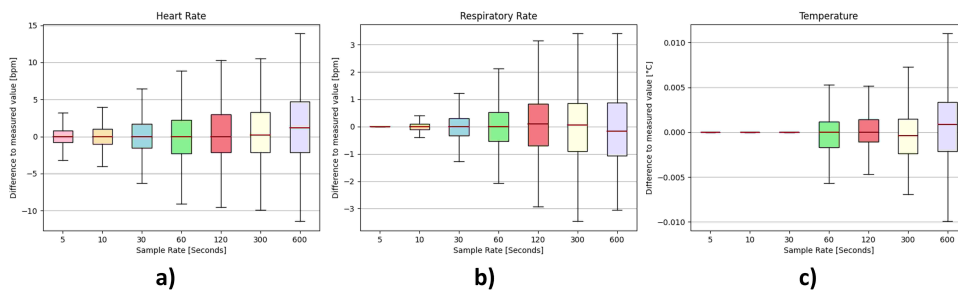 Heart Rate
Difference to measured value [bpm]
15
10
5
0
−5
−10
5 10 30 60 120 300 600
Sample Rate [Seconds]
a)
Respiratory Rate
Difference to measured value [bpm]
3
2
1
0
−1
−2
−3
5 10 30 60 120 300 600
Sample Rate [Seconds]
b)
Temperature
Difference to measured value [°C]
0.010
0.005
0.000
−0.005
−0.010
5 10 30 60 120 300 600
Sample Rate [Seconds]
c)